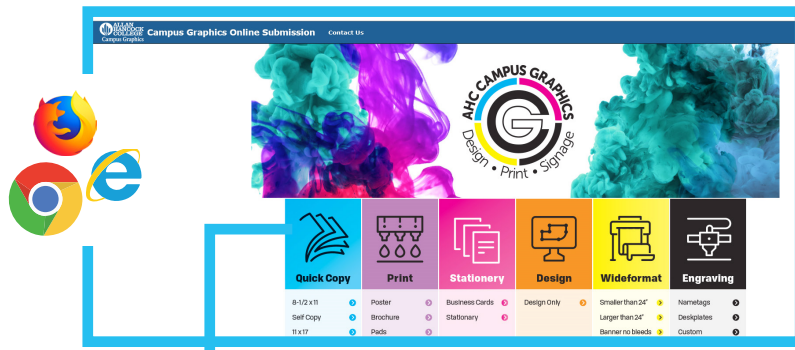 ALLAN
HANCOCK
COLLEGE
Campus Graphics
Campus Graphics Online Submission
Contact Us
AHC CAMPUS GRAPHICS
CG
Design • Print • Signage
Quick Copy
Print
Stationery
Design
Wideformat
Engraving
8-1/2 x 11
Poster
Business Cards
Design Only
Smaller than 24"
Nametags
Self Copy
Brochure
Stationary
Larger than 24"
Deskplates
11 x 17
Pads
Banner no bleeds
Custom